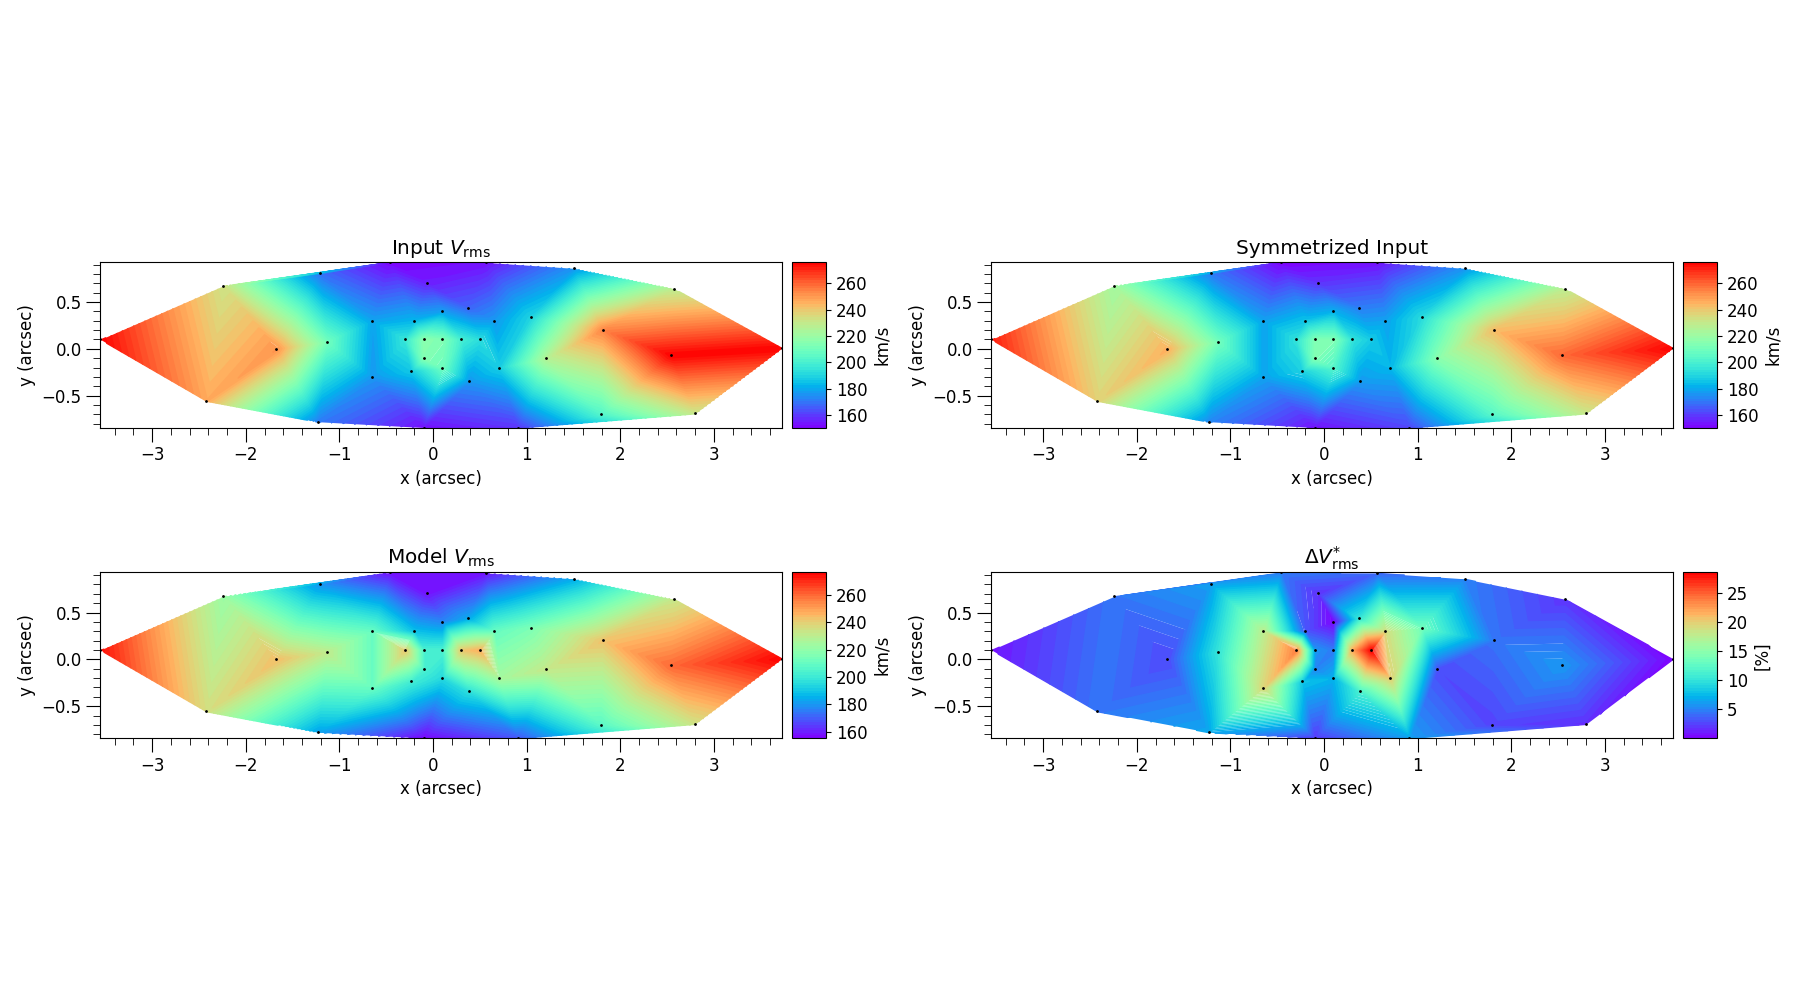 Input Vrms
Symmetrized Input
y (arcsec)
0.5
0.0
−0.5
−3 −2 −1 0 1 2 3
x (arcsec)
260
240
220
200
180
160
km/s
y (arcsec)
0.5
0.0
−0.5
−3 −2 −1 0 1 2 3
x (arcsec)
260
240
220
200
180
160
km/s
Model Vrms
ΔV*rms
y (arcsec)
0.5
0.0
−0.5
−3 −2 −1 0 1 2 3
x (arcsec)
260
240
220
200
180
160
km/s
y (arcsec)
0.5
0.0
−0.5
−3 −2 −1 0 1 2 3
x (arcsec)
25
20
15
10
5
[%]